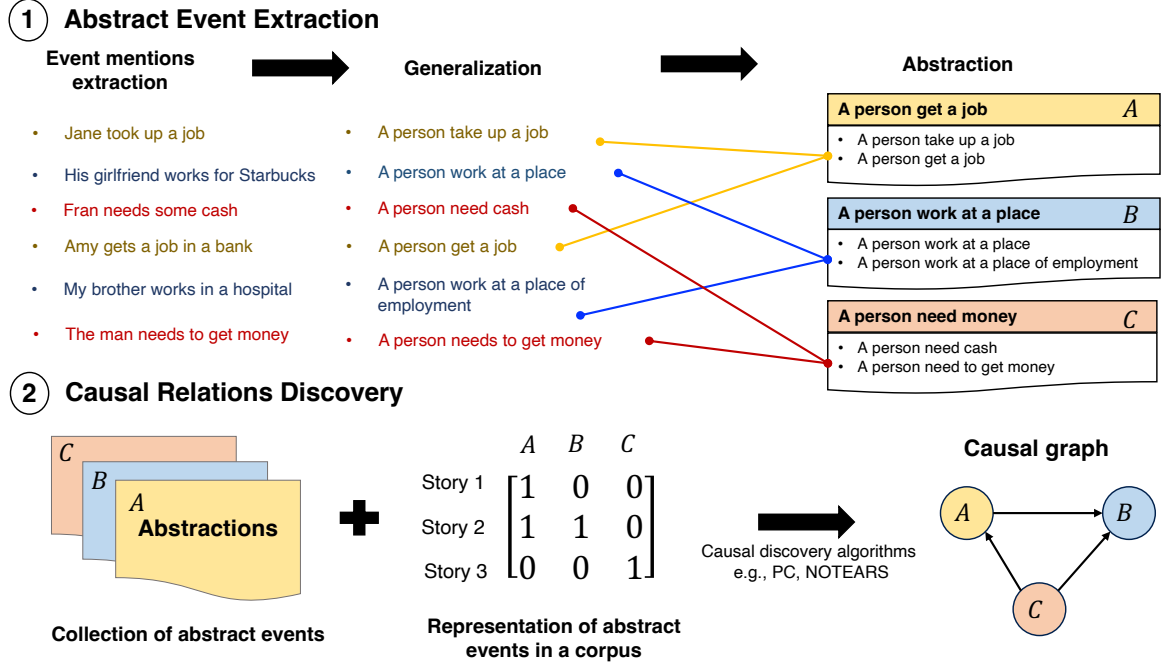 1 Abstract Event Extraction
Event mentions
extraction
Generalization
Abstraction
• Jane took up a job
• His girlfriend works for Starbucks
• Fran needs some cash
• Amy gets a job in a bank
• My brother works in a hospital
• The man needs to get money
• A person take up a job
• A person work at a place
• A person need cash
• A person get a job
• A person work at a place of
employment
• A person needs to get money
A person get a job A
• A person take up a job
• A person get a job
A person work at a place B
• A person work at a place
• A person work at a place of employment
A person need money C
• A person need cash
• A person need to get money
2 Causal Relations Discovery
C
B
A
Abstractions
Collection of abstract events
A B C
Story 1 1 0 0
Story 2 1 1 0
Story 3 0 0 1
Representation of abstract
events in a corpus
Causal discovery algorithms
e.g., PC, NOTEARS
Causal graph
A B
C